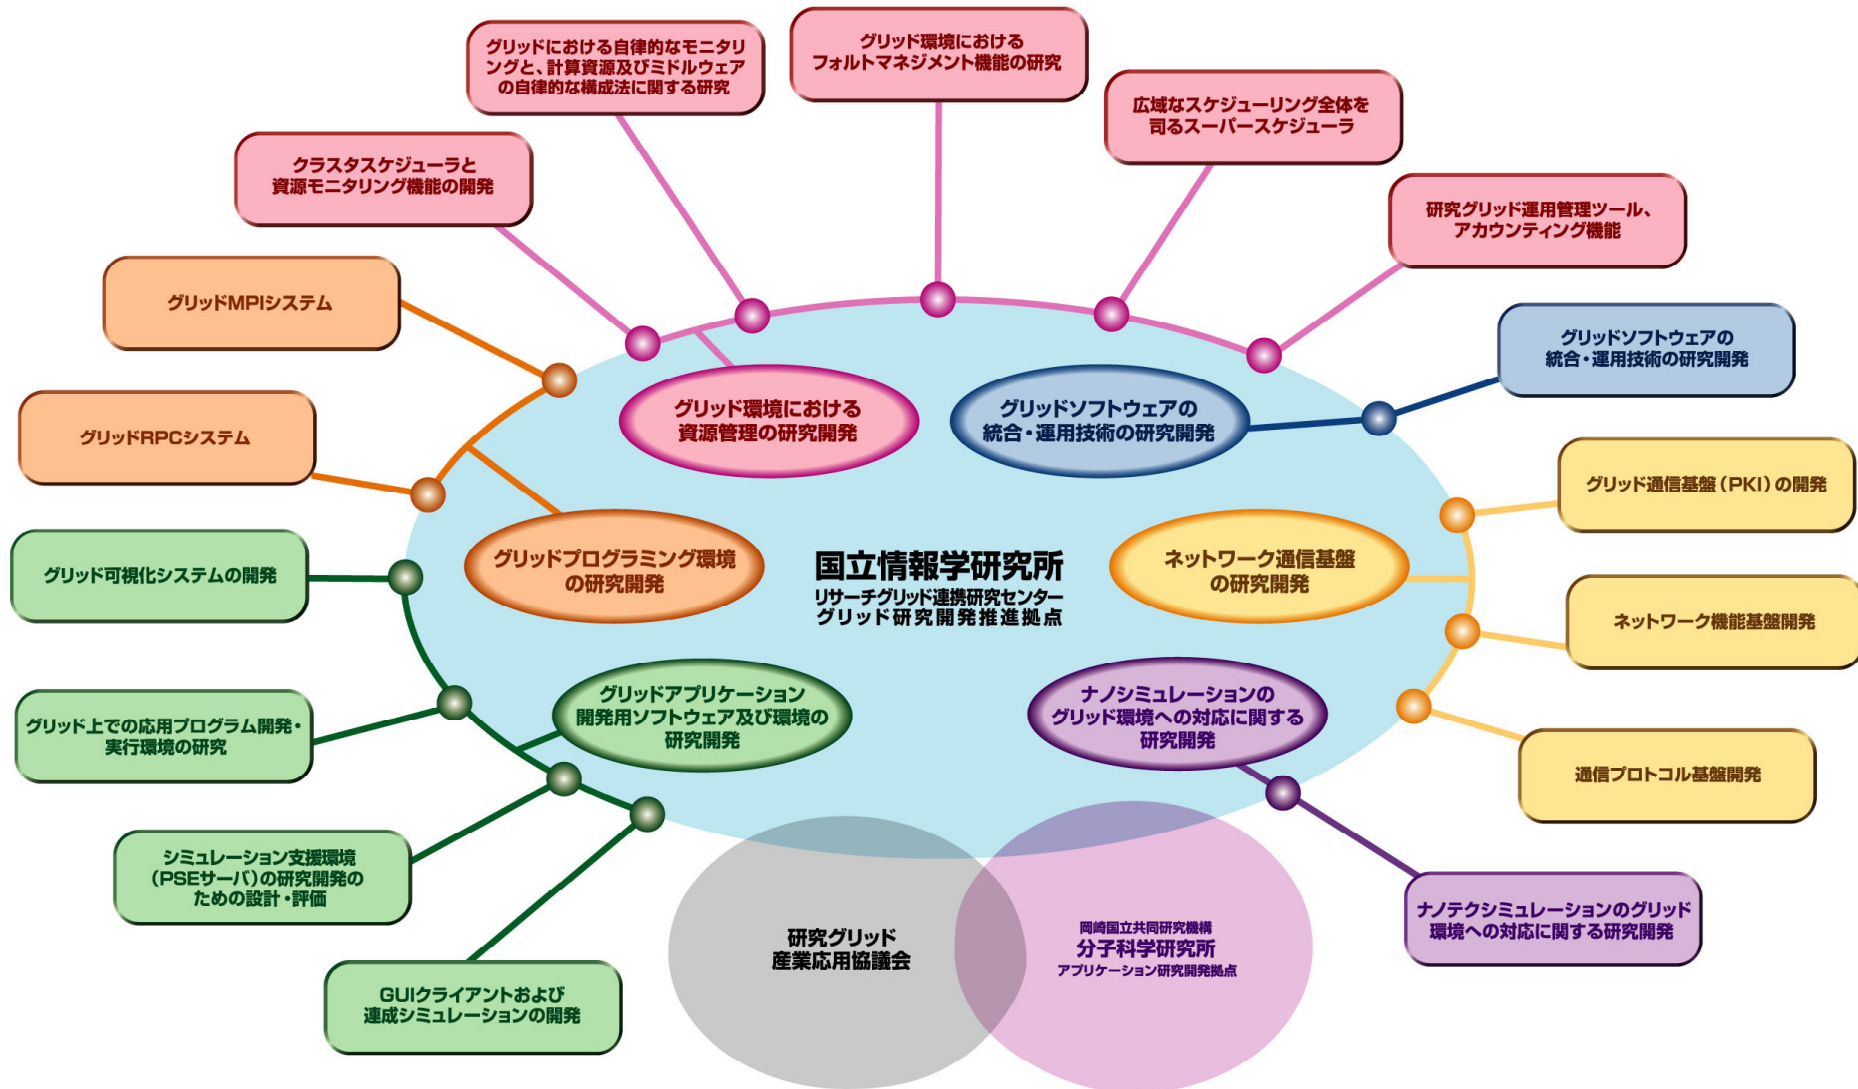 グリッドにおける自律的なモニタリ
ングと、計算資源及びミドルウェア
の自律的な構成法に関する研究
グリッド環境における
フォルトマネジメント機能の研究
広域なスケジューリング全体を
司るスーパースケジューラ
クラスタスケジューラと
資源モニタリング機能の開発
研究グリッド運用管理ツール、
アカウンティング機能
グリッドMPIシステム
グリッドソフトウェアの
統合・運用技術の研究開発
グリッド環境における
資源管理の研究開発
グリッドソフトウェアの
統合・運用技術の研究開発
グリッドRPCシステム
グリッド通信基盤（PKI）の開発
グリッドプログラミング環境
の研究開発
国立情報学研究所
リサーチグリッド連携研究センター
グリッド研究開発推進拠点
ネットワーク通信基盤
の研究開発
グリッド可視化システムの開発
ネットワーク機能基盤開発
グリッドアプリケーション
開発用ソフトウェア及び環境の
研究開発
ナノシミュレーションの
グリッド環境への対応に関する
研究開発
グリッド上での応用プログラム開発・
実行環境の研究
通信プロトコル基盤開発
シミュレーション支援環境
（PSEサーバ）の研究開発の
ための設計・評価
ナノテクシミュレーションのグリッド
環境への対応に関する研究開発
研究グリッド
産業応用協議会
岡崎国立共同研究機構
分子科学研究所
アプリケーション研究開発拠点
GUIクライアントおよび
連成シミュレーションの開発